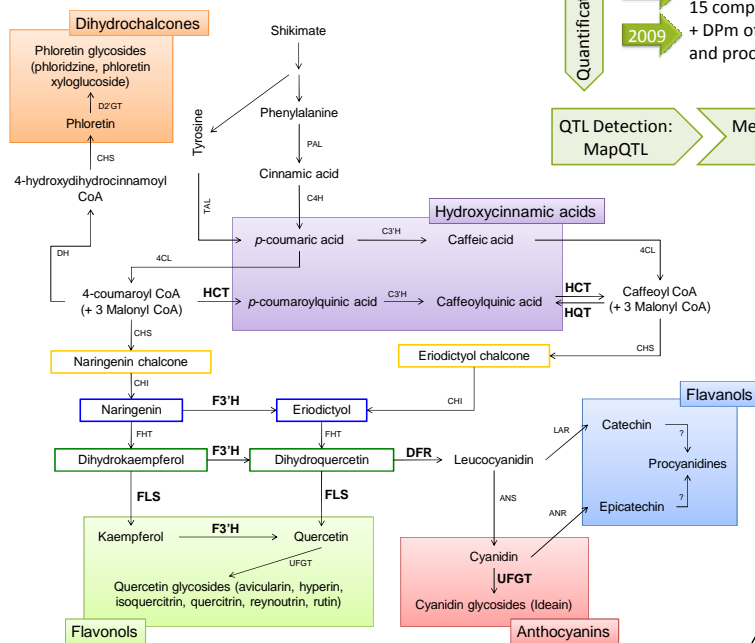 Dihydrochalcones
Phloretin glycosides
(phloridzine, phloretin
xyloglucoside)
D2'GT
Phloretin
CHS
4-hydroxydihydrocinnamoyl
CoA
DH
Shikimate
Tyrosine
Phenylalanine
PAL
Cinnamic acid
TAL
C4H
Quantificat
2009
15 comp
+ DPm of
and proc
QTL Detection:
MapQTL
Me
Hydroxycinnamic acids
p-coumaric acid
C3'H
Caffeic acid
4CL
4CL
4-coumaroyl CoA
(+ 3 Malonyl CoA)
HCT
p-coumaroylquinic acid
C3'H
Caffeoylquinic acid
HCT
HQT
Caffeoyl CoA
(+ 3 Malonyl CoA)
CHS
CHS
Naringenin chalcone
Eriodictyol chalcone
CHI
CHI
Naringenin
F3'H
Eriodictyol
FHT
FHT
Dihydrokaempferol
F3'H
Dihydroquercetin
DFR
Leucocyanidin
LAR
Flavanols
Catechin
?
Procyanidines
?
Epicatechin
FLS
FLS
ANS
ANR
Kaempferol
F3'H
Quercetin
UFGT
Quercetin glycosides (avicularin, hyperin,
isoquercitrin, quercitrin, reynoutrin, rutin)
Flavonols
Cyanidin
UFGT
Cyanidin glycosides (Ideain)
Anthocyanins